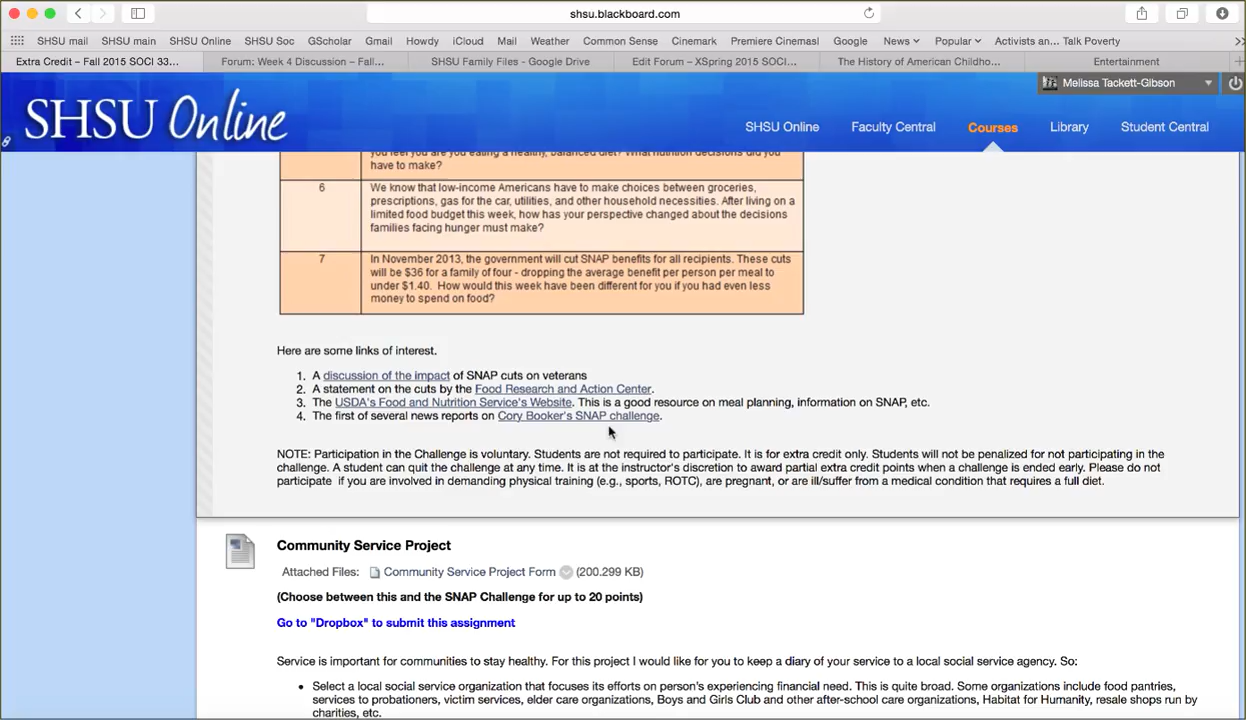 shsu.blackboard.com
SHSU mail SHSU main SHSU Online SHSU Soc GScholar Gmail Howdy iCloud Mail Weather Common Sense Cinemark Premiere Cinemasl Google News Popular Activists an... Talk Poverty
Extra Credit – Fall 2015 SOCI 33... Forum: Week 4 Discussion – Fall... SHSU Family Files - Google Drive Edit Forum – XSpring 2015 SOCI... The History of American Childho... Entertainment
Melissa Tackett-Gibson
SHSU Online
SHSU Online Faculty Central Courses Library Student Central
you feel you are you eating a healthy, balanced diet? What nutrition decisions did you
have to make?
6 We know that low-income Americans have to make choices between groceries,
prescriptions, gas for the car, utilities, and other household necessities. After living on a
limited food budget this week, how has your perspective changed about the decisions
families facing hunger must make?
7 In November 2013, the government will cut SNAP benefits for all recipients. These cuts
will be $36 for a family of four - dropping the average benefit per person per meal to
under $1.40. How would this week have been different for you if you had even less
money to spend on food?
Here are some links of interest.
1. A discussion of the impact of SNAP cuts on veterans
2. A statement on the cuts by the Food Research and Action Center.
3. The USDA's Food and Nutrition Service's Website. This is a good resource on meal planning, information on SNAP, etc.
4. The first of several news reports on Cory Booker's SNAP challenge.
NOTE: Participation in the Challenge is voluntary. Students are not required to participate. It is for extra credit only. Students will not be penalized for not participating in the
challenge. A student can quit the challenge at any time. It is at the instructor's discretion to award partial extra credit points when a challenge is ended early. Please do not
participate if you are involved in demanding physical training (e.g., sports, ROTC), are pregnant, or are ill/suffer from a medical condition that requires a full diet.
Community Service Project
Attached Files: Community Service Project Form (200.299 KB)
(Choose between this and the SNAP Challenge for up to 20 points)
Go to "Dropbox" to submit this assignment
Service is important for communities to stay healthy. For this project I would like for you to keep a diary of your service to a local social service agency. So:
• Select a local social service organization that focuses its efforts on person's experiencing financial need. This is quite broad. Some organizations include food pantries,
services to probationers, victim services, elder care organizations, Boys and Girls Club and other after-school care organizations, Habitat for Humanity, resale shops run by
charities, etc.